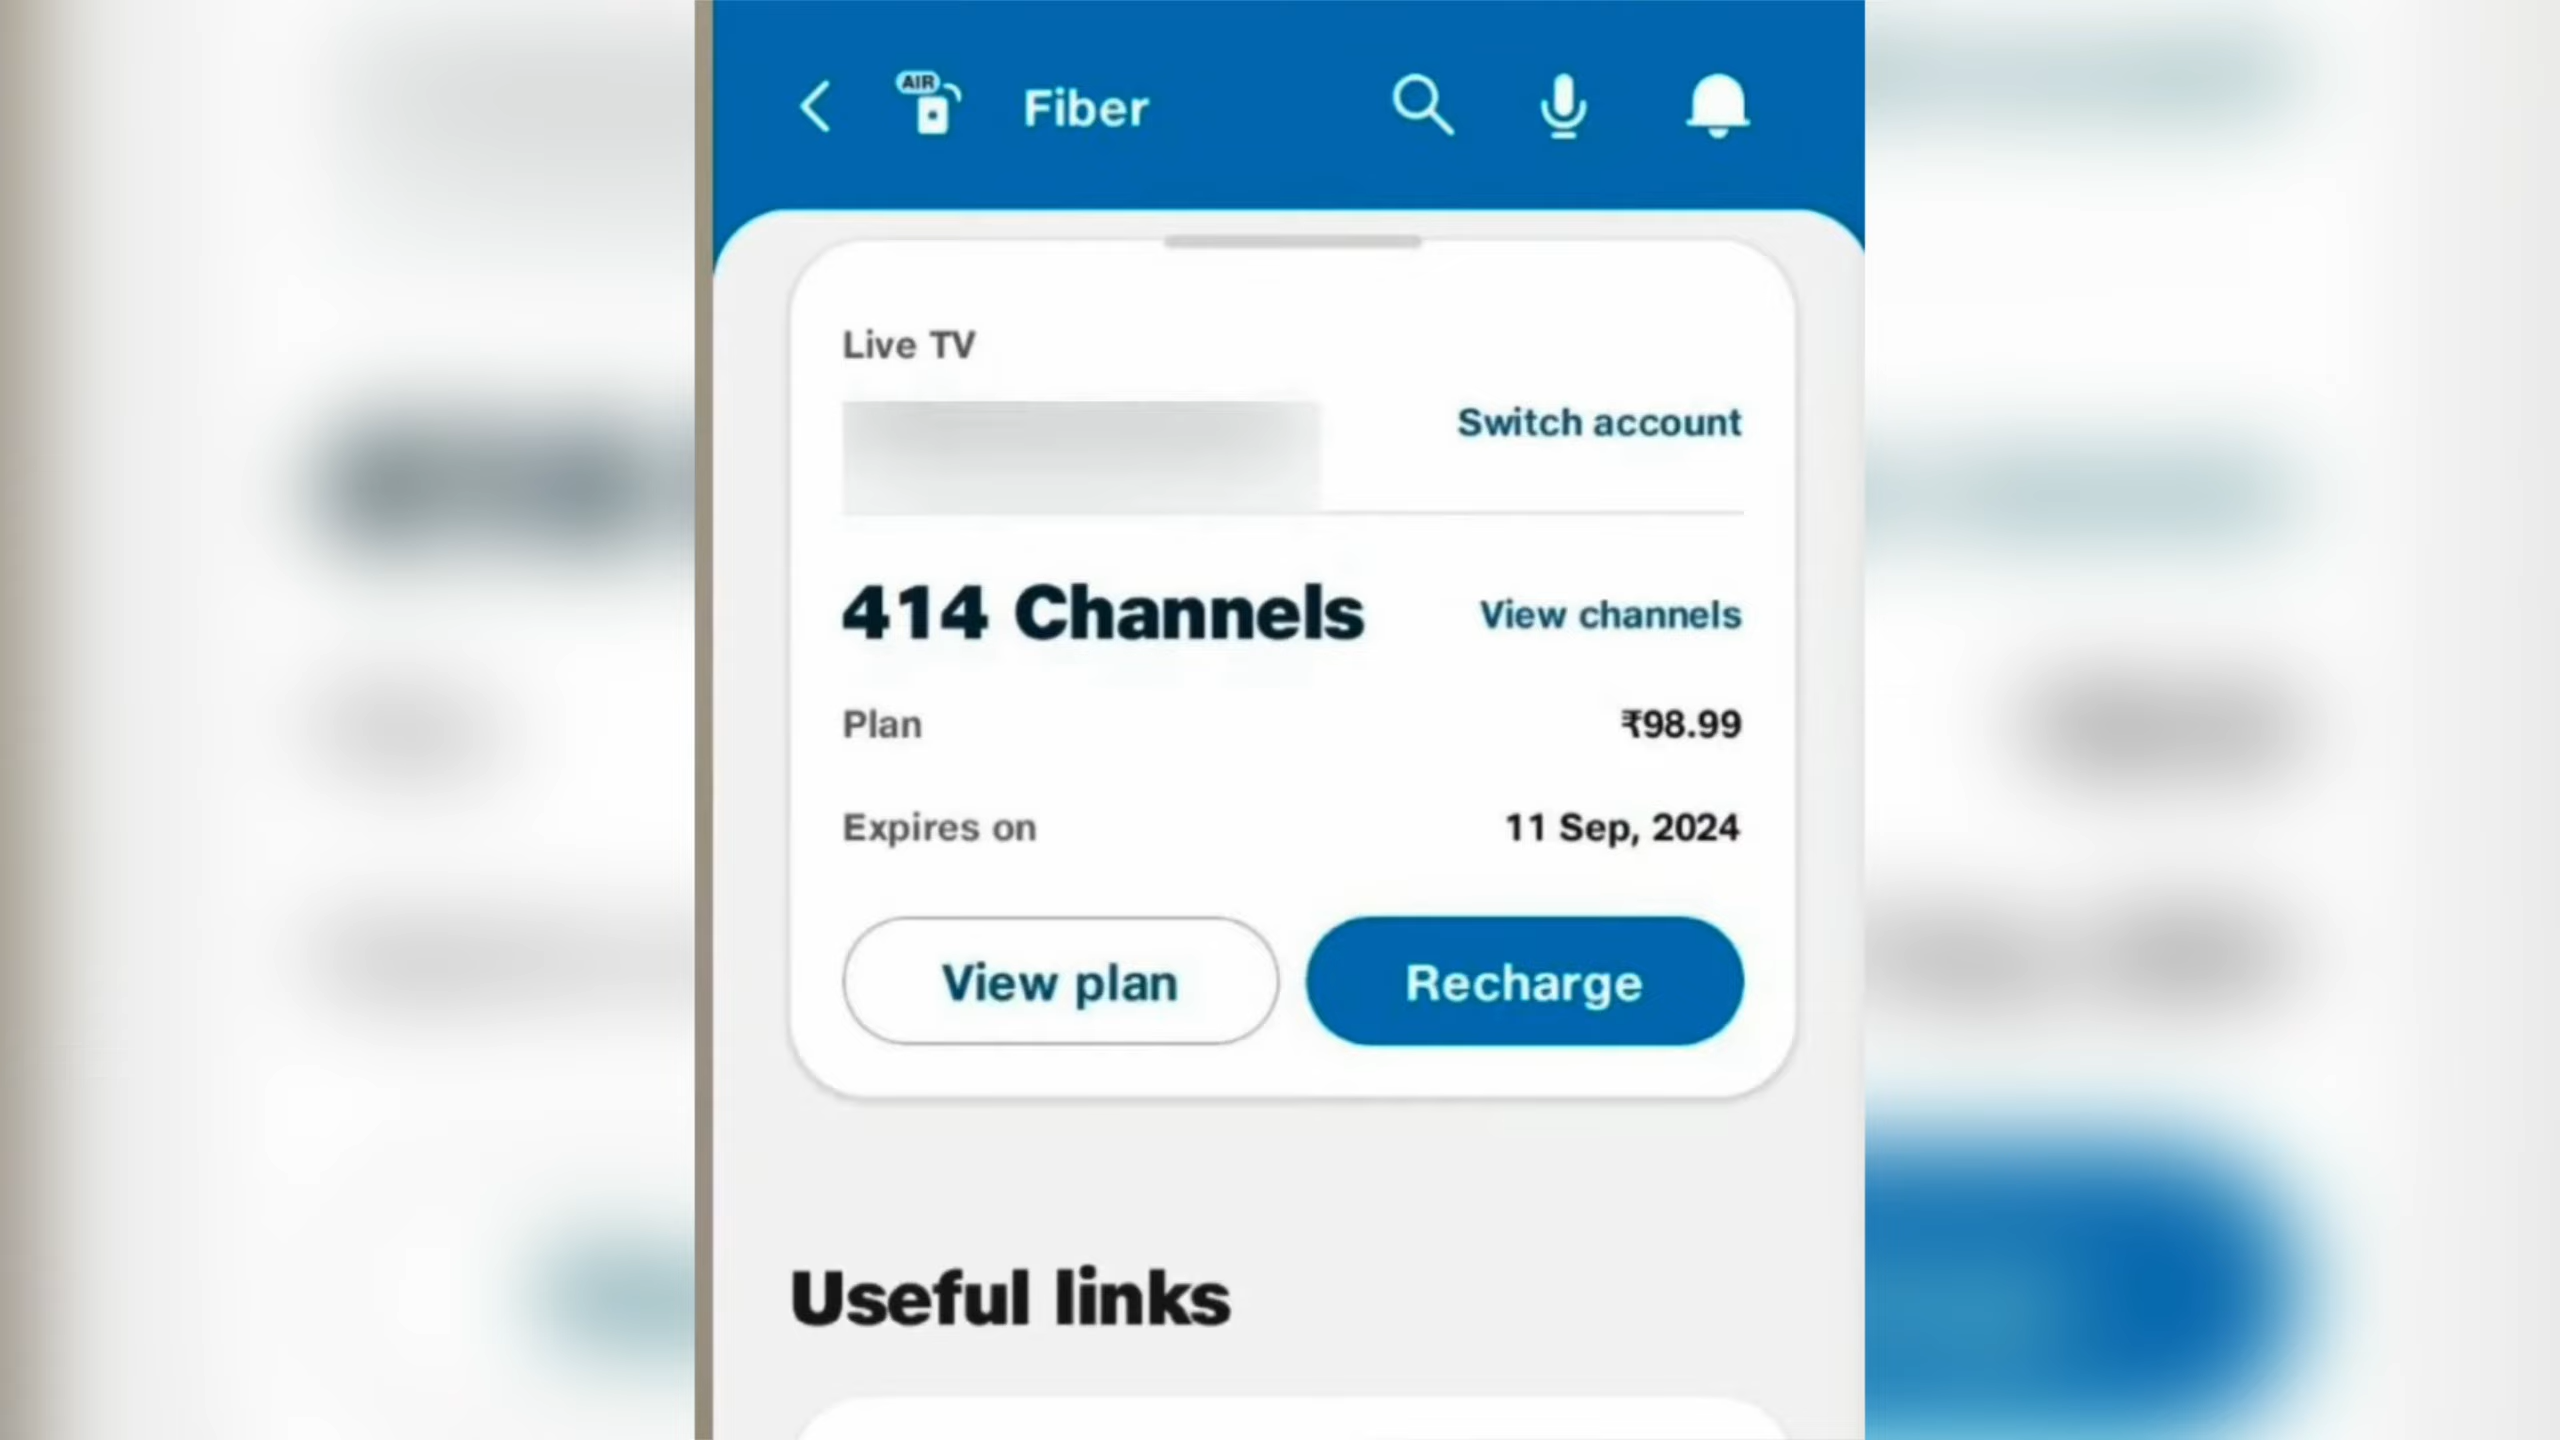 AIR
Fiber
Live TV
Switch account
414 Channels
View channels
Plan
₹98.99
Expires on
11 Sep, 2024
View plan
Recharge
Useful links